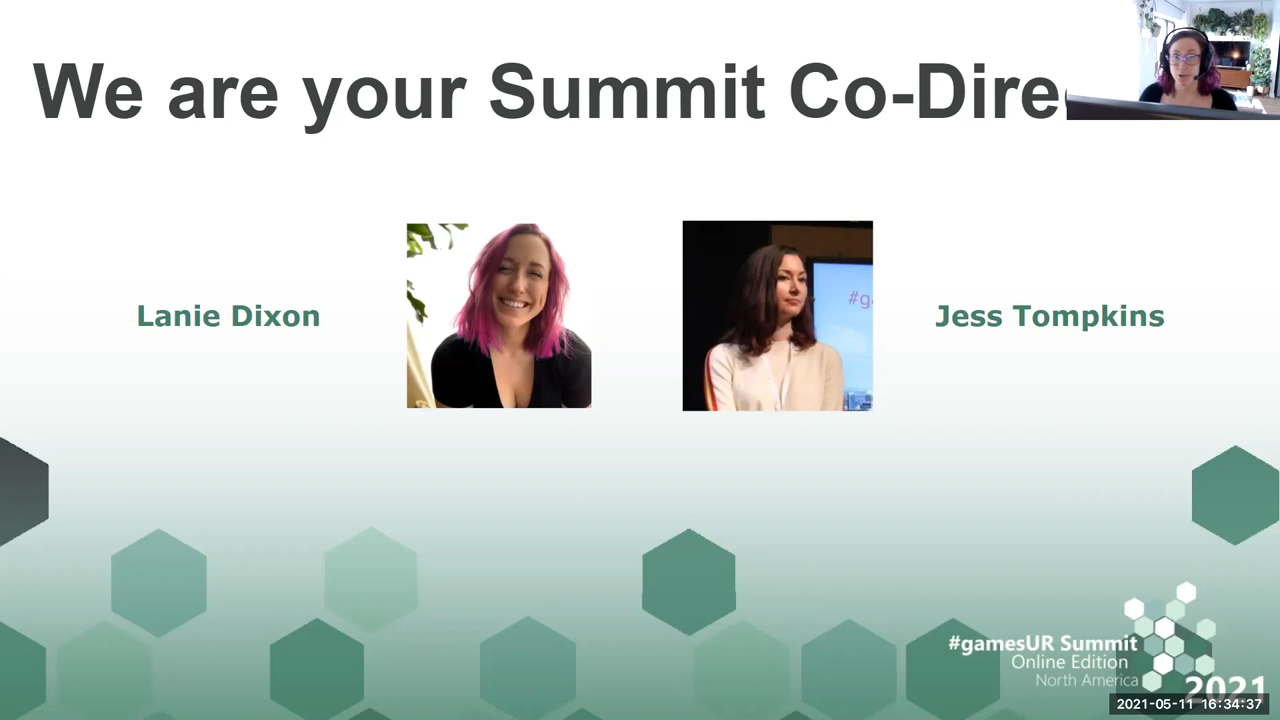 We are your Summit Co-Dire
Lanie Dixon
#g
Jess Tompkins
#gamesUR Summit
Online Edition
North America
2021
2021-05-11 16:34:37